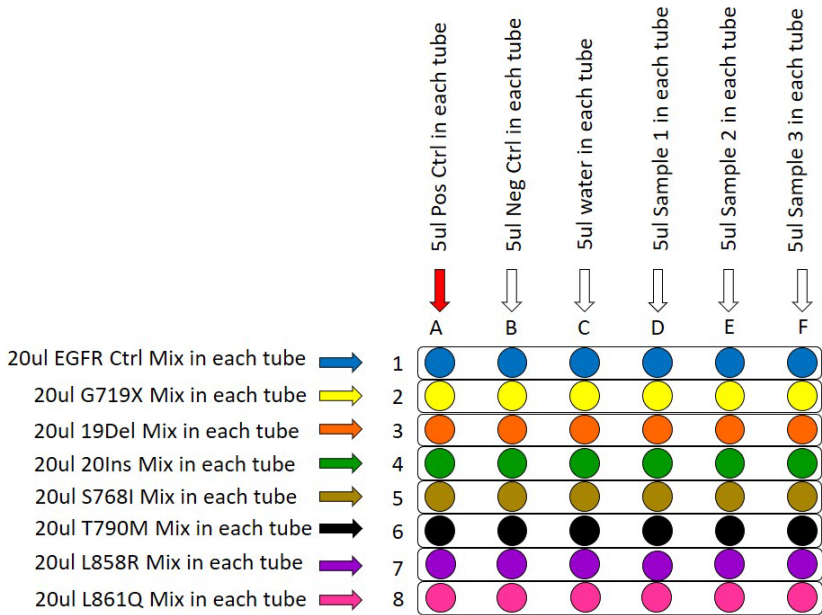 5ul Pos Ctrl in each tube
5ul Neg Ctrl in each tube
5ul water in each tube
5ul Sample 1 in each tube
5ul Sample 2 in each tube
5ul Sample 3 in each tube
A B C D E F
20ul EGFR Ctrl Mix in each tube 1
20ul G719X Mix in each tube 2
20ul 19Del Mix in each tube 3
20ul 20Ins Mix in each tube 4
20ul S768I Mix in each tube 5
20ul T790M Mix in each tube 6
20ul L858R Mix in each tube 7
20ul L861Q Mix in each tube 8